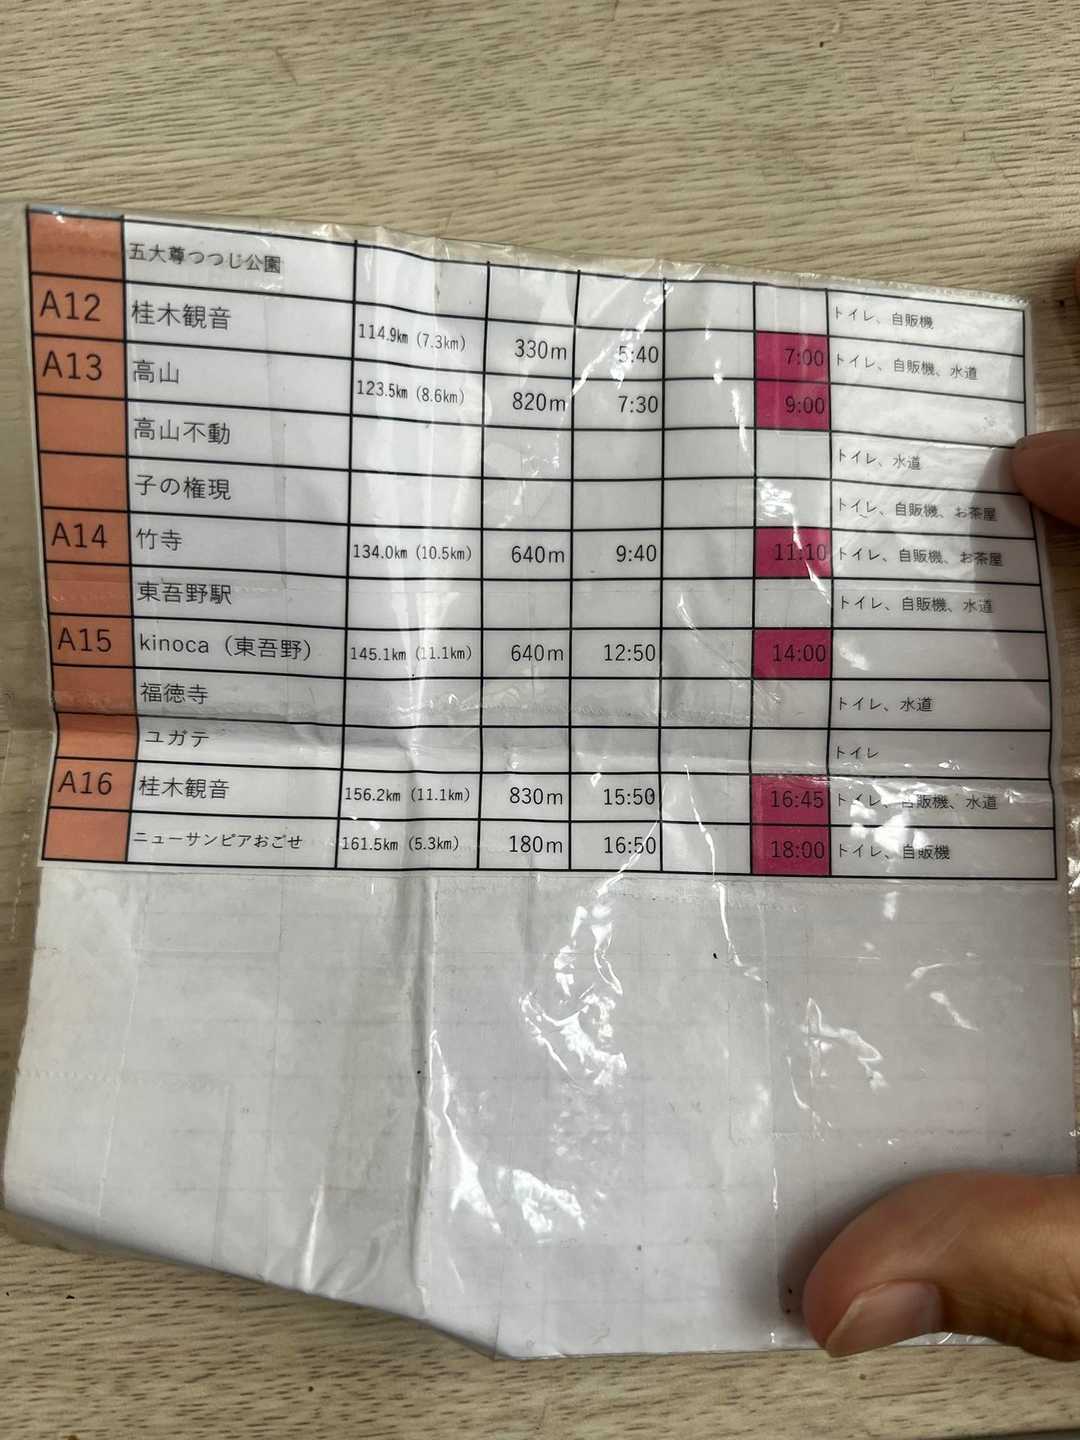 五大尊つつじ公園 トイレ、自販機
A12 桂木観音 114.9km (7.3km) 330m 5:40 7:00 トイレ、自販機、水道
A13 高山 123.5km (8.6km) 820m 7:30 9:00
高山不動 トイレ、水道
子の権現 トイレ、自販機、お茶屋
A14 竹寺 134.0km (10.5km) 640m 9:40 11:10 トイレ、自販機、お茶屋
東吾野駅 トイレ、自販機、水道
A15 kinoca（東吾野） 145.1km (11.1km) 640m 12:50 14:00
福徳寺 トイレ、水道
ユガテ トイレ
A16 桂木観音 156.2km (11.1km) 830m 15:50 16:45 トイレ、自販機、水道
ニューサンピアおごせ 161.5km (5.3km) 180m 16:50 18:00 トイレ、自販機